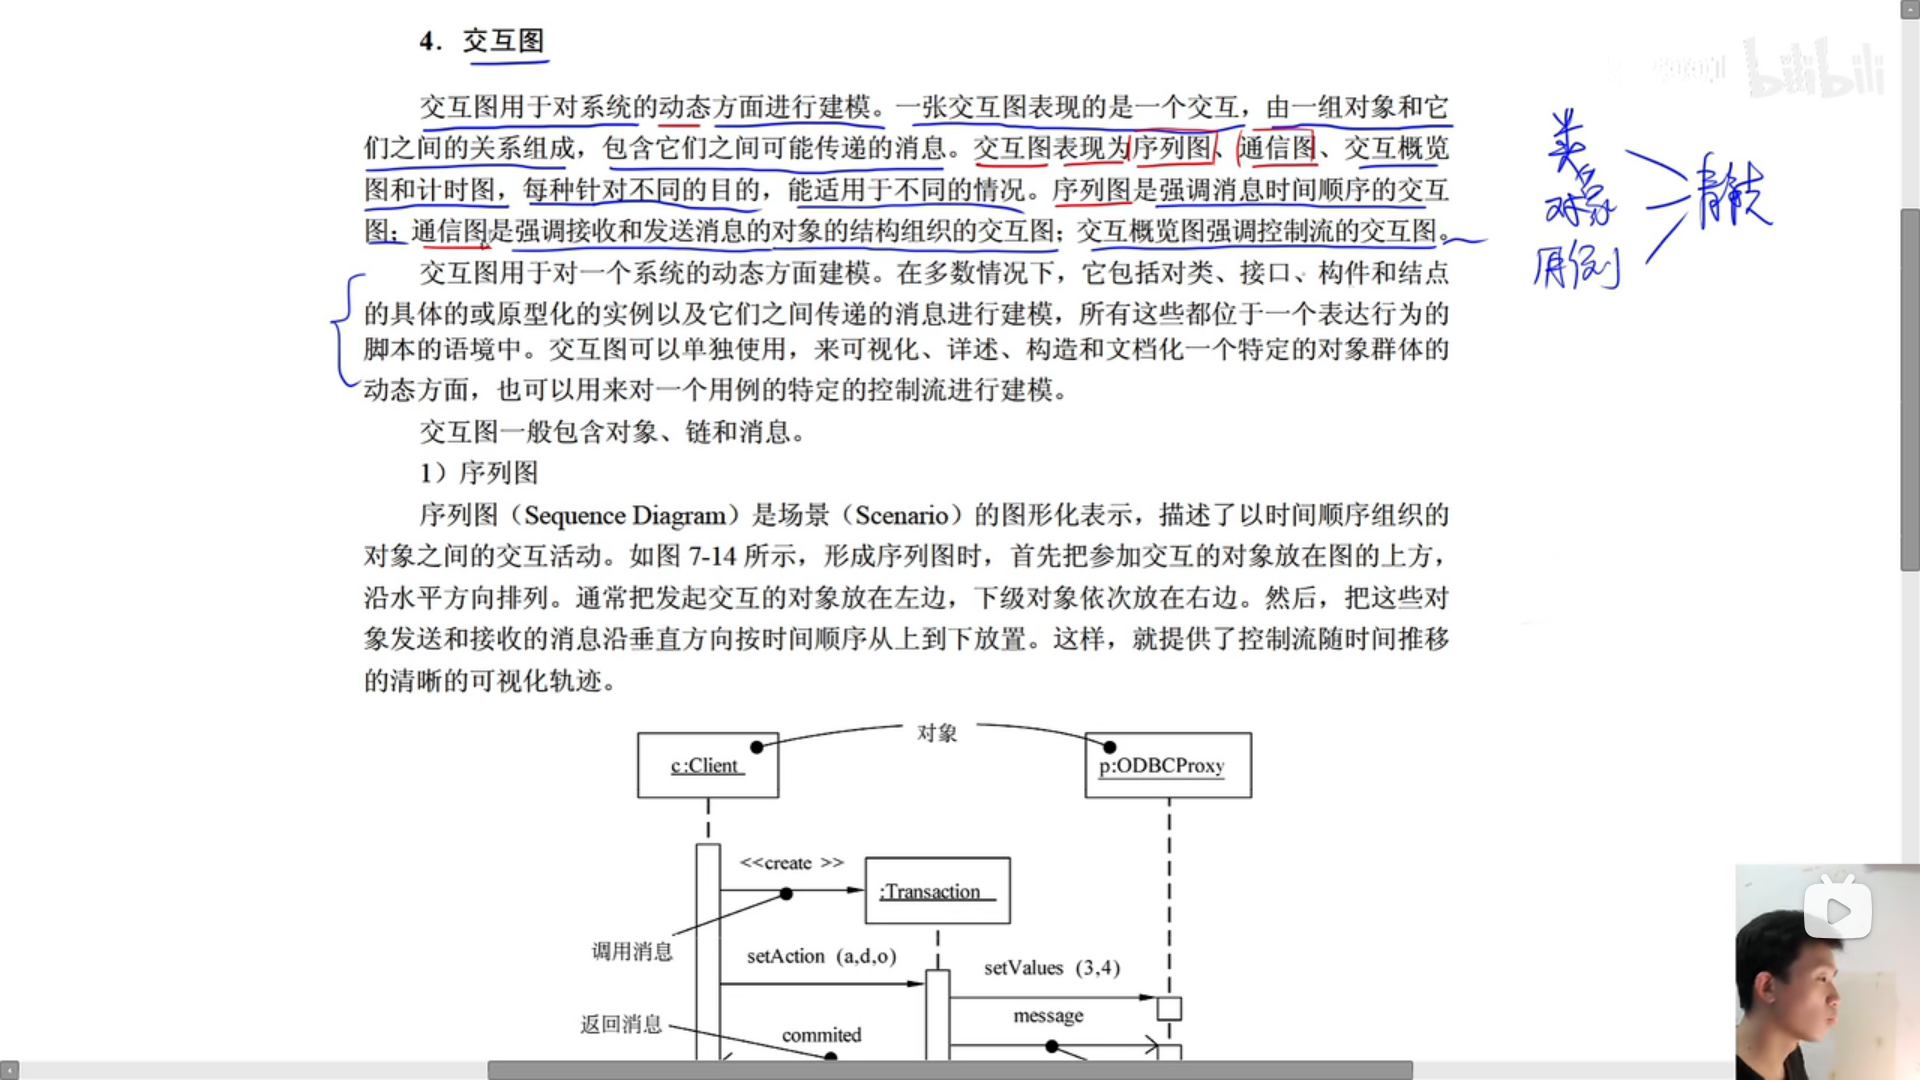 4. 交互图
交互图用于对系统的动态方面进行建模。一张交互图表现的是一个交互，由一组对象和它
们之间的关系组成，包含它们之间可能传递的消息。交互图表现为序列图、通信图、交互概览
图和计时图，每种针对不同的目的，能适用于不同的情况。序列图是强调消息时间顺序的交互
图；通信图是强调接收和发送消息的对象的结构组织的交互图；交互概览图强调控制流的交互图。
交互图用于对一个系统的动态方面建模。在多数情况下，它包括对类、接口、构件和结点
的具体的或原型化的实例以及它们之间传递的消息进行建模，所有这些都位于一个表达行为的
脚本的语境中。交互图可以单独使用，来可视化、详述、构造和文档化一个特定的对象群体的
动态方面，也可以用来对一个用例的特定的控制流进行建模。
交互图一般包含对象、链和消息。
1）序列图
序列图（Sequence Diagram）是场景（Scenario）的图形化表示，描述了以时间顺序组织的
对象之间的交互活动。如图 7-14 所示，形成序列图时，首先把参加交互的对象放在图的上方，
沿水平方向排列。通常把发起交互的对象放在左边，下级对象依次放在右边。然后，把这些对
象发送和接收的消息沿垂直方向按时间顺序从上到下放置。这样，就提供了控制流随时间推移
的清晰的可视化轨迹。
对象
c:Client
p:ODBCProxy
<<create >>
:Transaction
调用消息
setAction (a,d,o)
setValues (3,4)
message
返回消息
commited
类
对象
用例
静态
bilibili